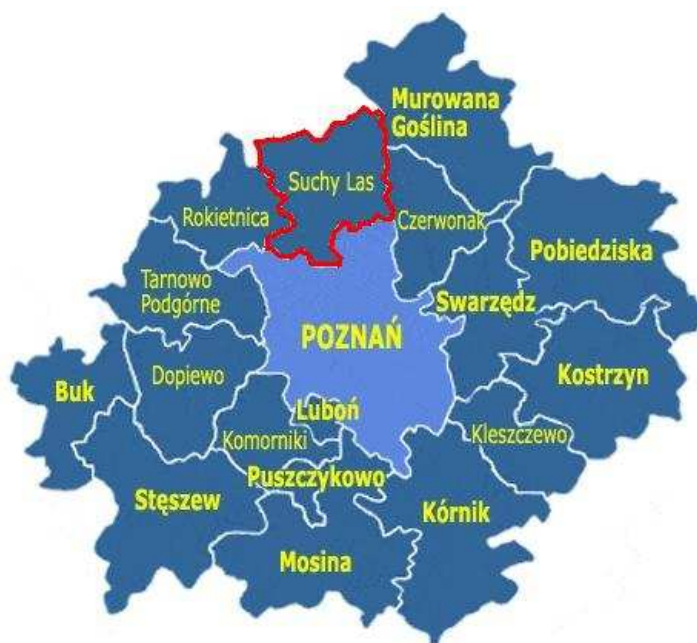 Murowana
Goślina
Suchy Las
Rokietnica
Czerwonak
Pobiedziska
Tarnowo
Podgórne
Swarzędz
POZNAŃ
Buk
Dopiewo
Kostrzyn
Luboń
Komorniki
Kleszczewo
Puszczykowo
Stęszew
Kórnik
Mosina